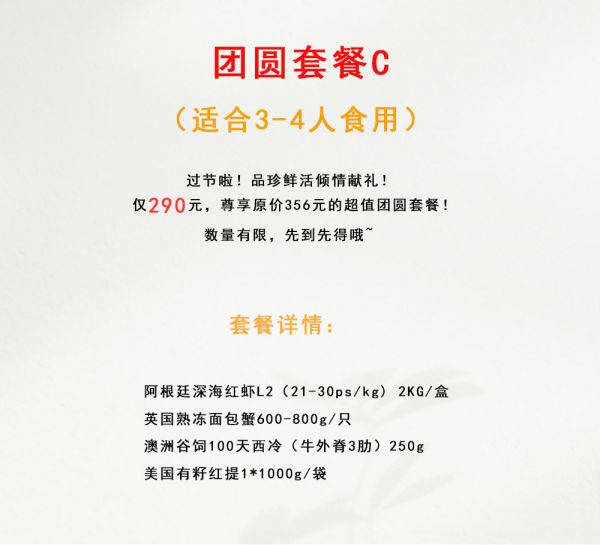 团圆套餐C
（适合3-4人食用）
过节啦！品珍鲜活倾情献礼！
仅290元，尊享原价356元的超值团圆套餐！
数量有限，先到先得哦~
套餐详情：
阿根廷深海红虾L2（21-30ps/kg) 2KG/盒
英国熟冻面包蟹600-800g/只
澳洲谷饲100天西冷（牛外脊3肋）250g
美国有籽红提1*1000g/袋